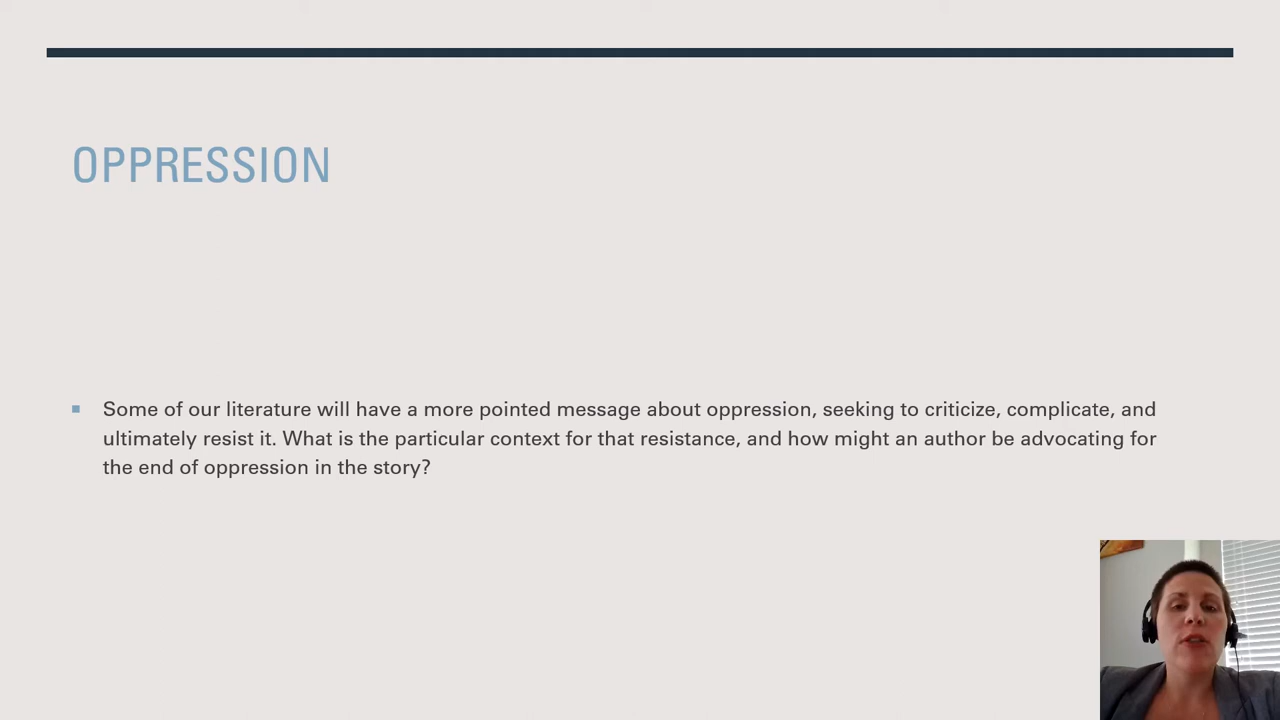 OPPRESSION
Some of our literature will have a more pointed message about oppression, seeking to criticize, complicate, and
ultimately resist it. What is the particular context for that resistance, and how might an author be advocating for
the end of oppression in the story?